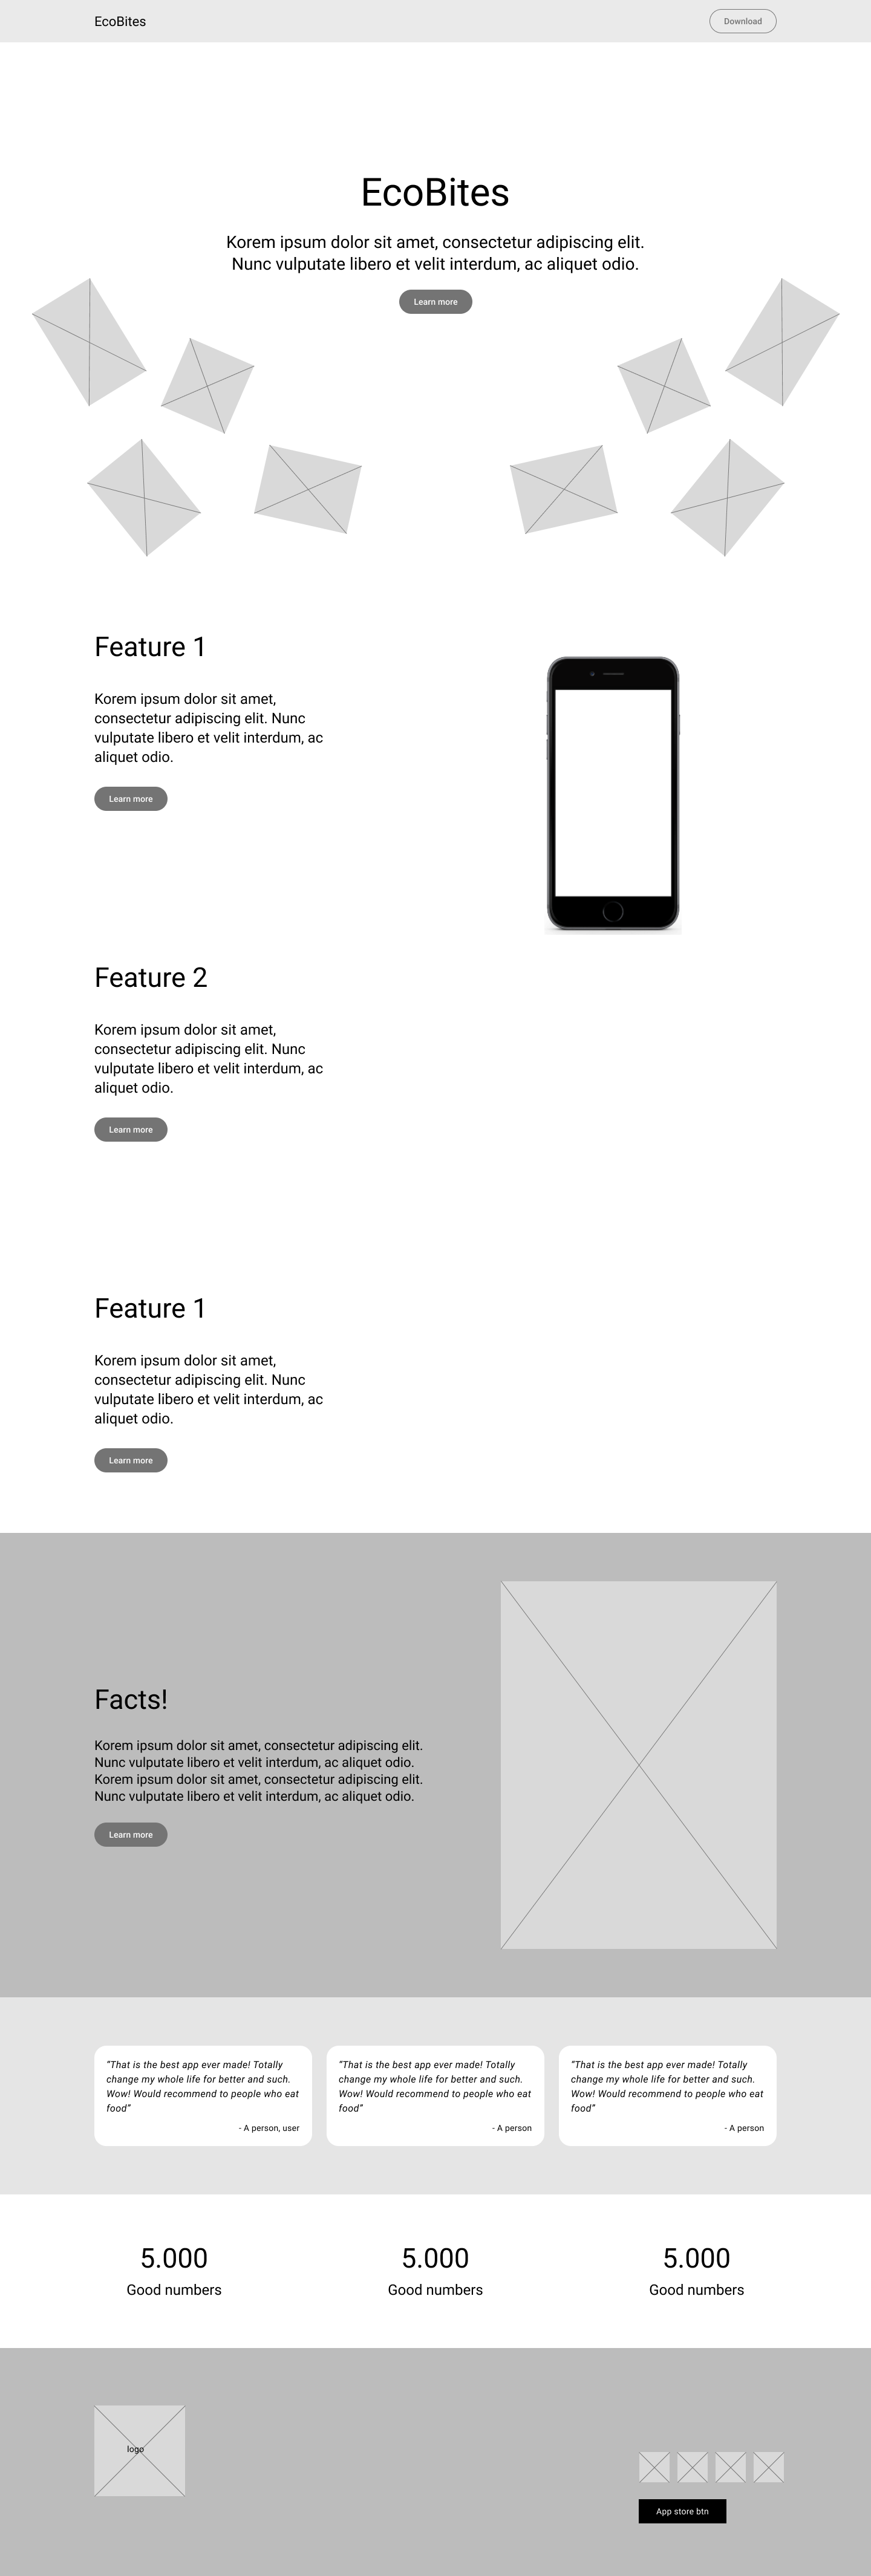 EcoBites
Download
EcoBites
Korem ipsum dolor sit amet, consectetur adipiscing elit.
Nunc vulputate libero et velit interdum, ac aliquet odio.
Learn more
Feature 1
Korem ipsum dolor sit amet,
consectetur adipiscing elit. Nunc
vulputate libero et velit interdum, ac
aliquet odio.
Learn more
Feature 2
Korem ipsum dolor sit amet,
consectetur adipiscing elit. Nunc
vulputate libero et velit interdum, ac
aliquet odio.
Learn more
Feature 1
Korem ipsum dolor sit amet,
consectetur adipiscing elit. Nunc
vulputate libero et velit interdum, ac
aliquet odio.
Learn more
Facts!
Korem ipsum dolor sit amet, consectetur adipiscing elit.
Nunc vulputate libero et velit interdum, ac aliquet odio.
Korem ipsum dolor sit amet, consectetur adipiscing elit.
Nunc vulputate libero et velit interdum, ac aliquet odio.
Learn more
“That is the best app ever made! Totally
change my whole life for better and such.
Wow! Would recommend to people who eat
food”
- A person, user
“That is the best app ever made! Totally
change my whole life for better and such.
Wow! Would recommend to people who eat
food”
- A person
“That is the best app ever made! Totally
change my whole life for better and such.
Wow! Would recommend to people who eat
food”
- A person
5.000
Good numbers
5.000
Good numbers
5.000
Good numbers
logo
App store btn